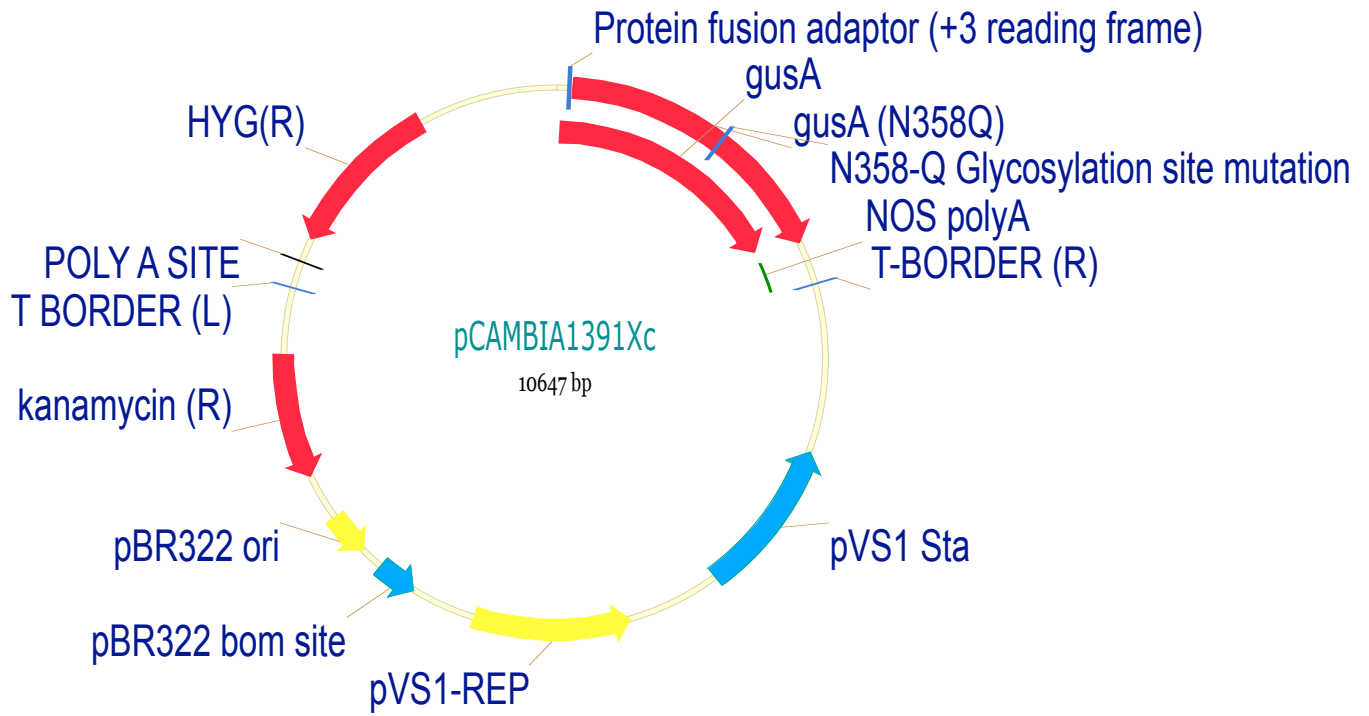 Protein fusion adaptor (+3 reading frame)
gusA
HYG(R)
gusA (N358Q)
N358-Q Glycosylation site mutation
NOS polyA
POLY A SITE
T-BORDER (R)
T BORDER (L)
pCAMBIA1391Xc
10647 bp
kanamycin (R)
pBR322 ori
pVS1 Sta
pBR322 bom site
pVS1-REP